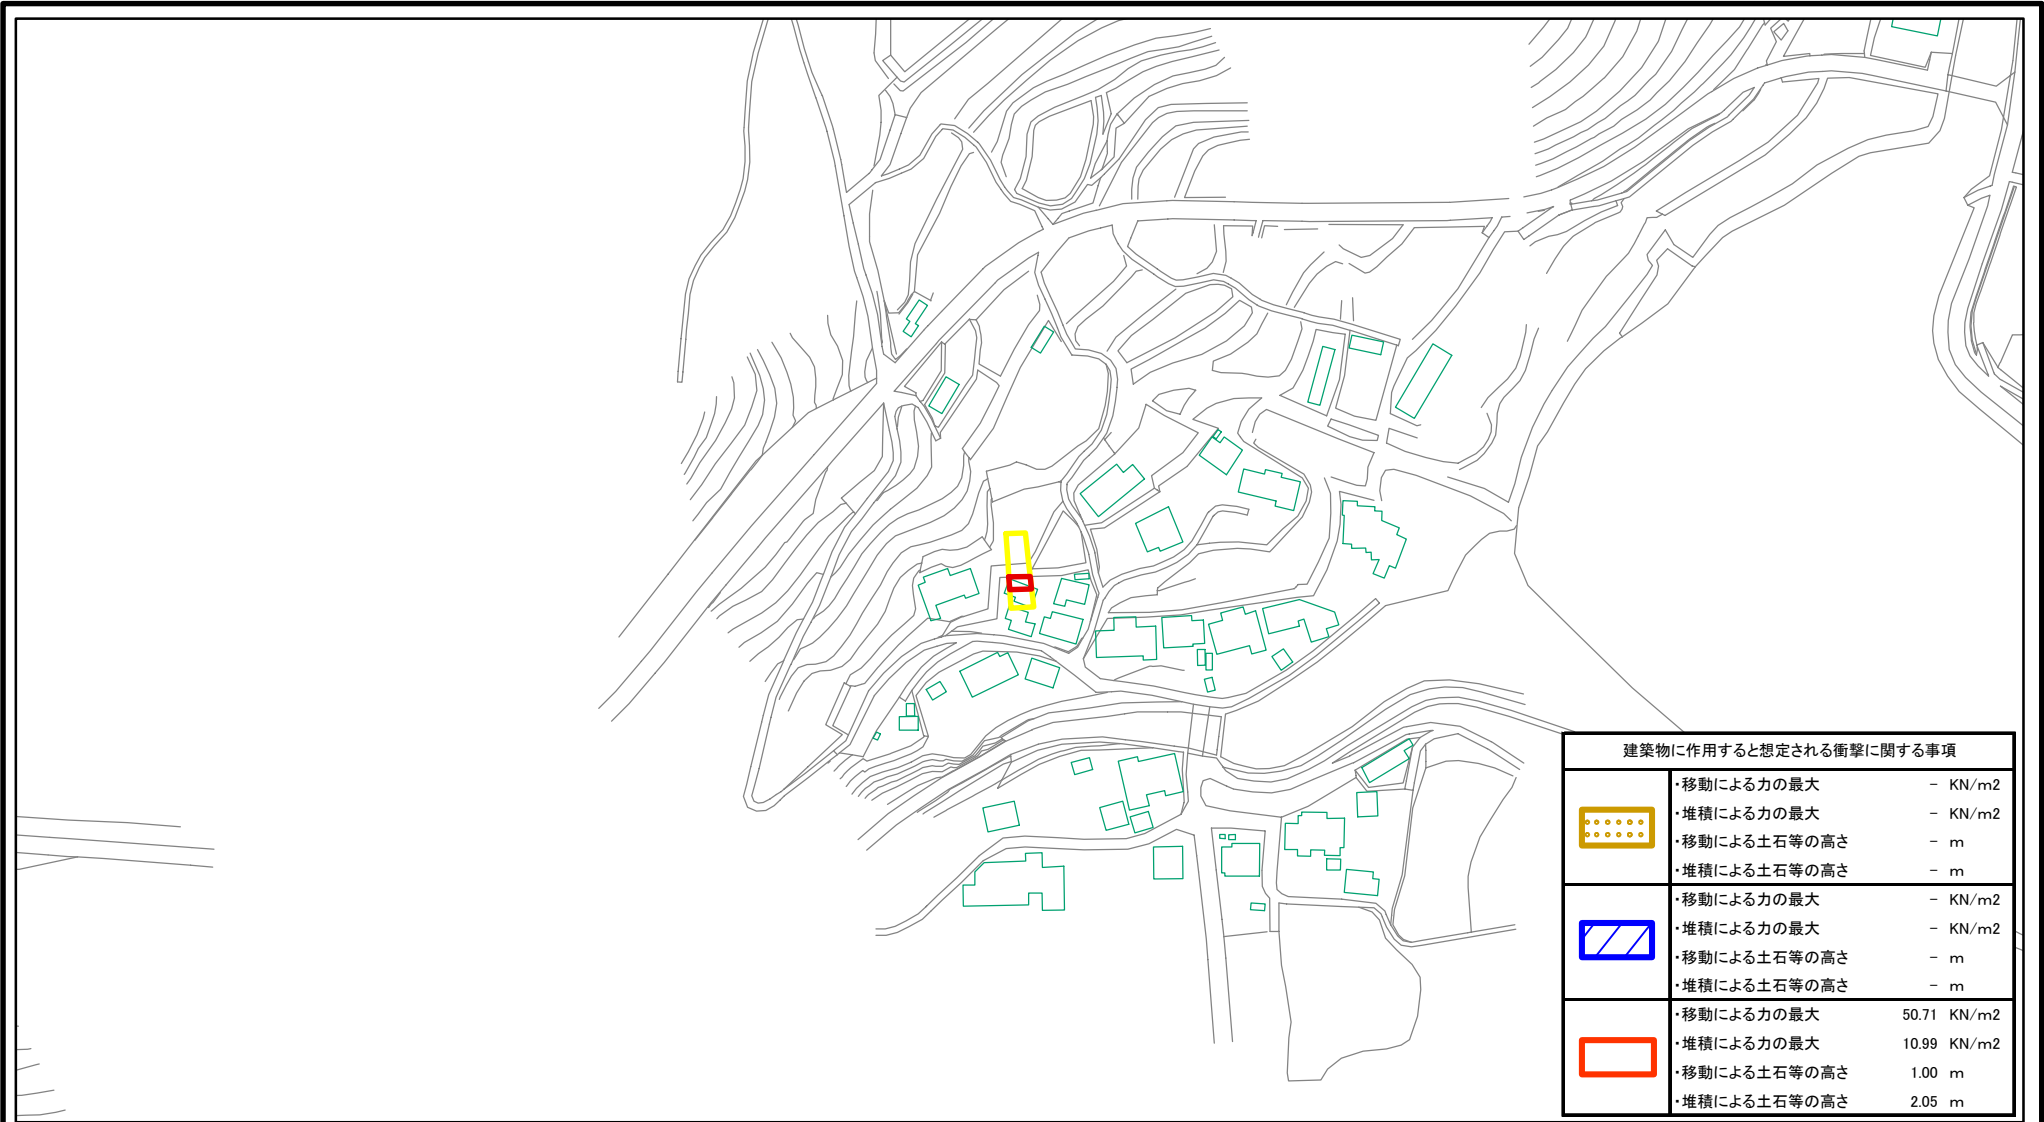 建築物に作用すると想定される衝撃に関する事項
・移動による力の最大 － KN/m2
・堆積による力の最大 － KN/m2
・移動による土石等の高さ － m
・堆積による土石等の高さ － m
・移動による力の最大 － KN/m2
・堆積による力の最大 － KN/m2
・移動による土石等の高さ － m
・堆積による土石等の高さ － m
・移動による力の最大 50.71 KN/m2
・堆積による力の最大 10.99 KN/m2
・移動による土石等の高さ 1.00 m
・堆積による土石等の高さ 2.05 m